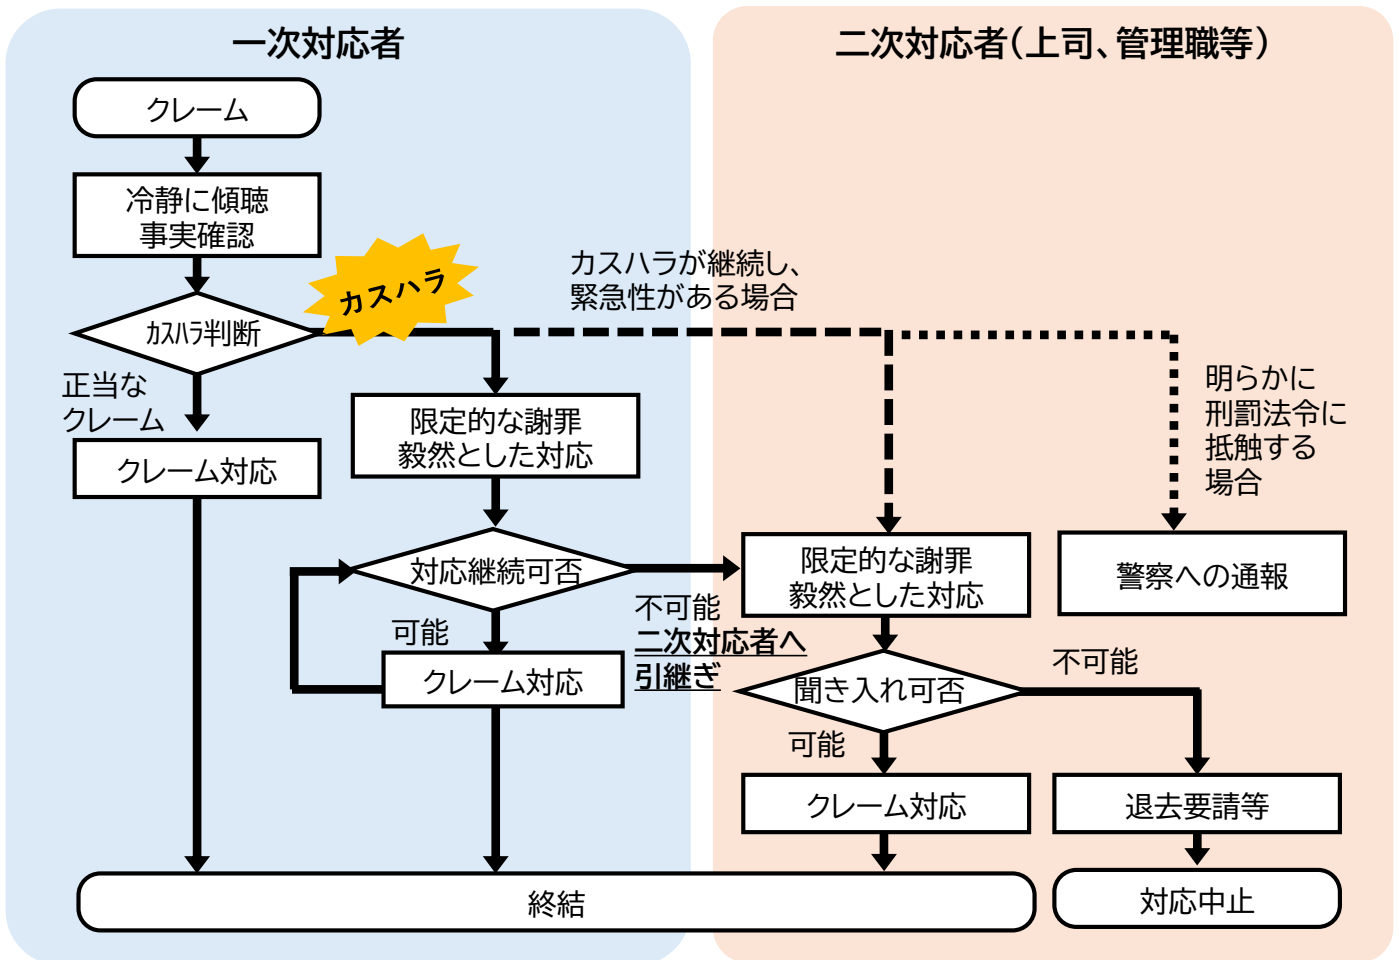 一次対応者
クレーム
冷静に傾聴
事実確認
カスハラ
ｶｽﾊﾗ判断
正当な
クレーム
クレーム対応
限定的な謝罪
毅然とした対応
対応継続可否
可能
クレーム対応
不可能
二次対応者へ
引継ぎ
カスハラが継続し、
緊急性がある場合
二次対応者(上司、管理職等)
明らかに
刑罰法令に
抵触する
場合
限定的な謝罪
毅然とした対応
警察への通報
聞き入れ可否
不可能
可能
クレーム対応
退去要請等
終結
対応中止